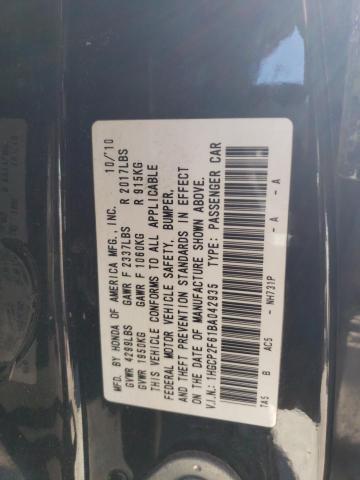 MFD. BY HONDA OF AMERICA MFG., INC. 10/10
GVWR 4299LBS GAWR F 2337LBS R 2017LBS
GVWR 1950KG GAWR F 1060KG R 915KG
THIS VEHICLE CONFORMS TO ALL APPLICABLE
FEDERAL MOTOR VEHICLE SAFETY, BUMPER,
AND THEFT PREVENTION STANDARDS IN EFFECT
ON THE DATE OF MANUFACTURE SHOWN ABOVE.
V.I.N.: 1HGCP2F61BA042935 TYPE: PASSENGER CAR
TA5 B AC5 - NH731P - A - A